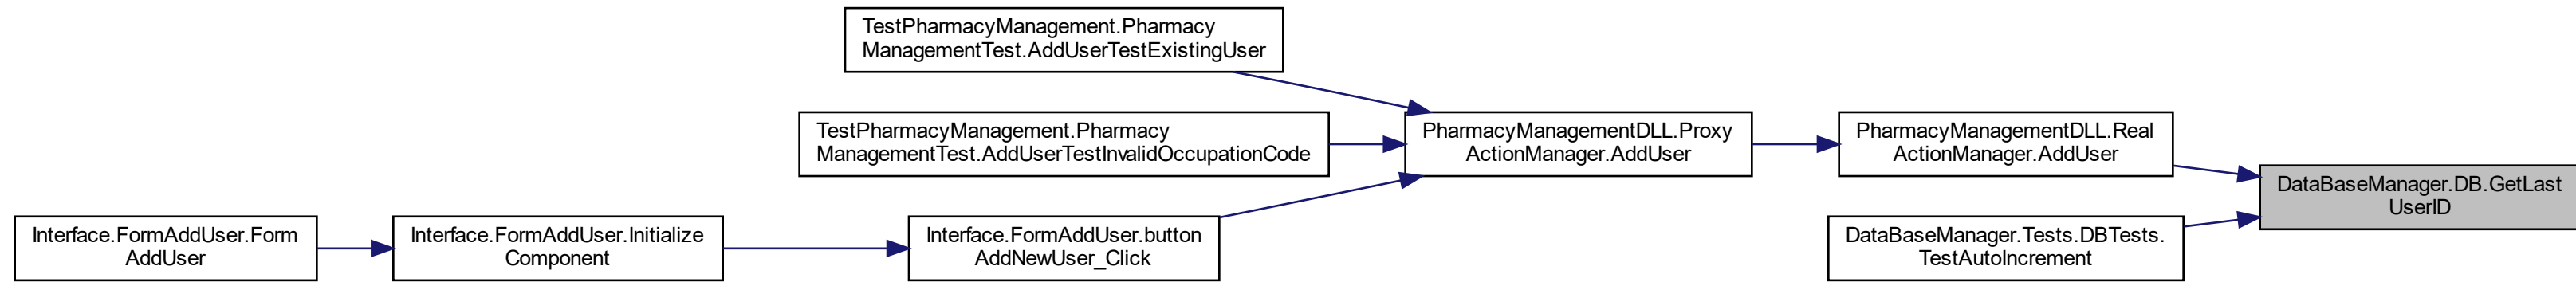 TestPharmacyManagement.Pharmacy
ManagementTest.AddUserTestExistingUser
TestPharmacyManagement.Pharmacy
ManagementTest.AddUserTestInvalidOccupationCode
PharmacyManagementDLL.Proxy
ActionManager.AddUser
PharmacyManagementDLL.Real
ActionManager.AddUser
DataBaseManager.DB.GetLast
UserID
Interface.FormAddUser.Form
AddUser
Interface.FormAddUser.Initialize
Component
Interface.FormAddUser.button
AddNewUser_Click
DataBaseManager.Tests.DBTests.
TestAutoIncrement